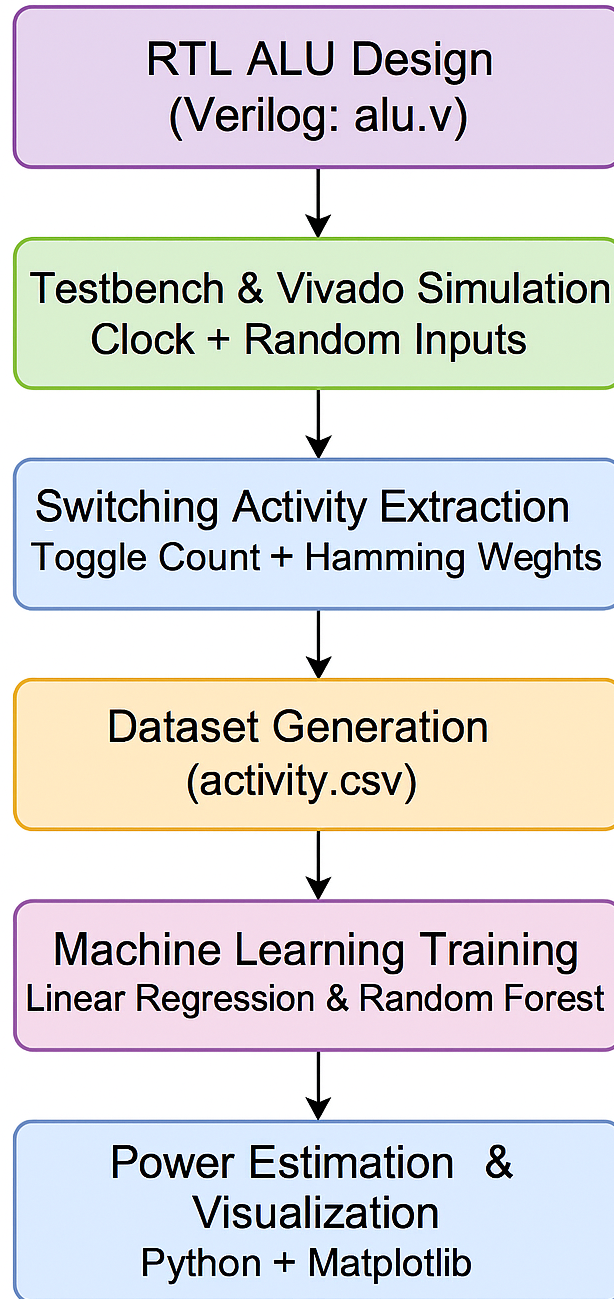 RTL ALU Design
(Verilog: alu.v)
Testbench & Vivado Simulation
Clock + Random Inputs
Switching Activity Extraction
Toggle Count + Hamming Weghts
Dataset Generation
(activity.csv)
Machine Learning Training
Linear Regression & Random Forest
Power Estimation &
Visualization
Python + Matplotlib